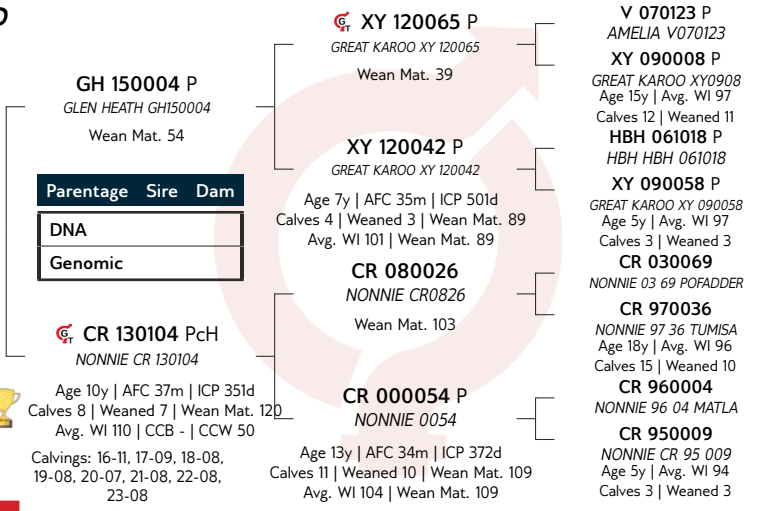 GH 150004 P
GLEN HEATH GH150004
Wean Mat. 54
Parentage Sire Dam
DNA
Genomic
CR 130104 PcH
NONNIE CR 130104
Age 10y | AFC 37m | ICP 351d
Calves 8 | Weaned 7 | Wean Mat. 120
Avg. WI 110 | CCB - | CCW 50
Calvings: 16-11, 17-09, 18-08,
19-08, 20-07, 21-08, 22-08,
23-08
XY 120065 P
GREAT KAROO XY 120065
Wean Mat. 39
XY 120042 P
GREAT KAROO XY 120042
Age 7y | AFC 35m | ICP 501d
Calves 4 | Weaned 3 | Wean Mat. 89
Avg. WI 101 | Wean Mat. 89
CR 080026
NONNIE CR0826
Wean Mat. 103
CR 000054 P
NONNIE 0054
Age 13y | AFC 34m | ICP 372d
Calves 11 | Weaned 10 | Wean Mat. 109
Avg. WI 104 | Wean Mat. 109
V 070123 P
AMELIA V070123
XY 090008 P
GREAT KAROO XY0908
Age 15y | Avg. WI 97
Calves 12 | Weaned 11
HBH 061018 P
HBH HBH 061018
XY 090058 P
GREAT KAROO XY 090058
Age 5y | Avg. WI 97
Calves 3 | Weaned 3
CR 030069
NONNIE 03 69 POFADDER
CR 970036
NONNIE 97 36 TUMISA
Age 18y | Avg. WI 96
Calves 15 | Weaned 10
CR 960004
NONNIE 96 04 MATLA
CR 950009
NONNIE CR 95 009
Age 5y | Avg. WI 94
Calves 3 | Weaned 3